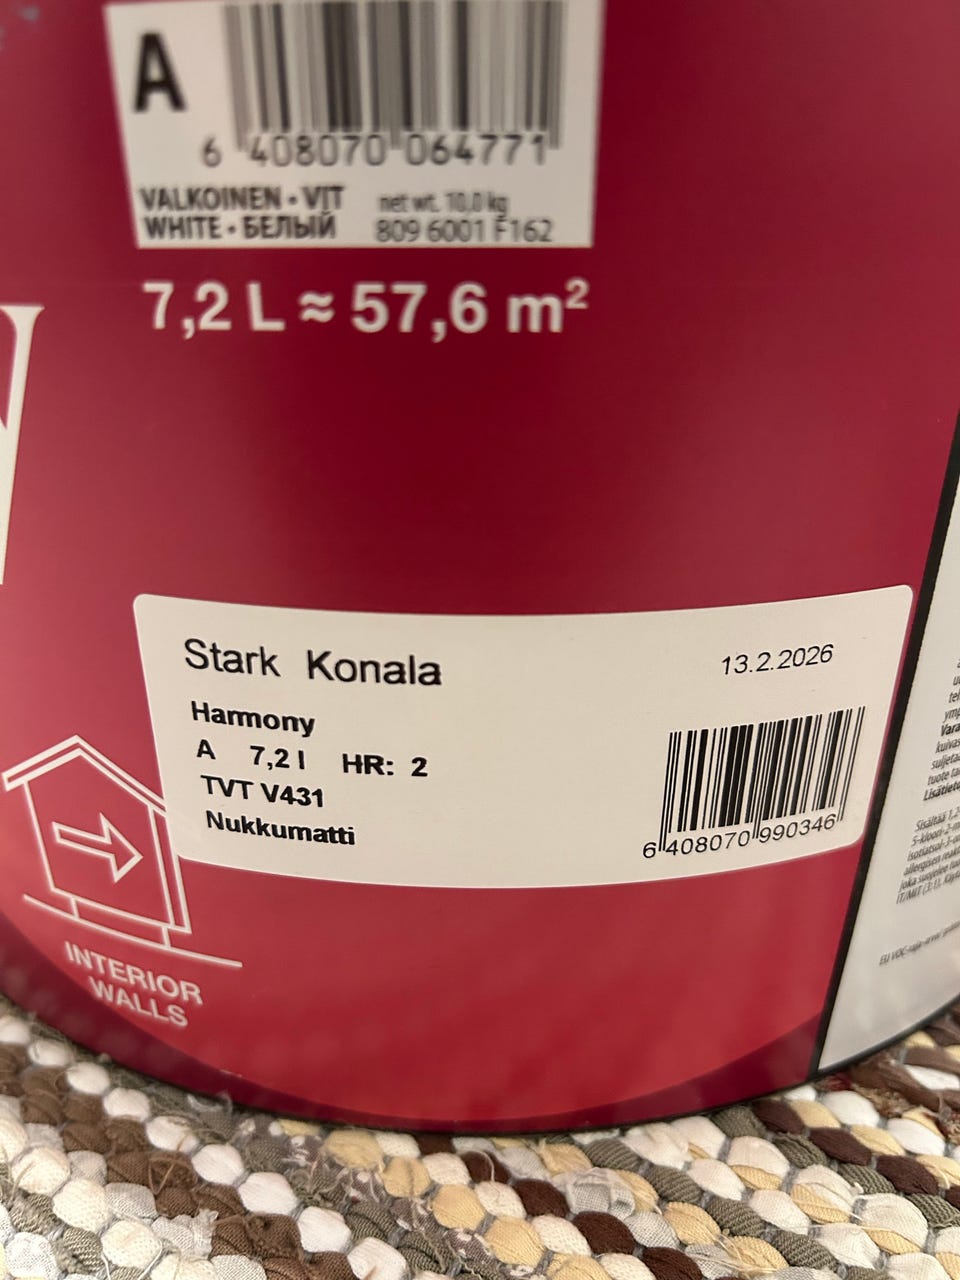 A
6 408070 064771
VALKOINEN • VIT
WHITE • БЕЛЫЙ
net wt. 10,0 kg
809 6001 F162
7,2 L ≈ 57,6 m²
Stark Konala
13.2.2026
Harmony
A 7,2 l HR: 2
TVT V431
Nukkumatti
6 408070 990346
INTERIOR
WALLS